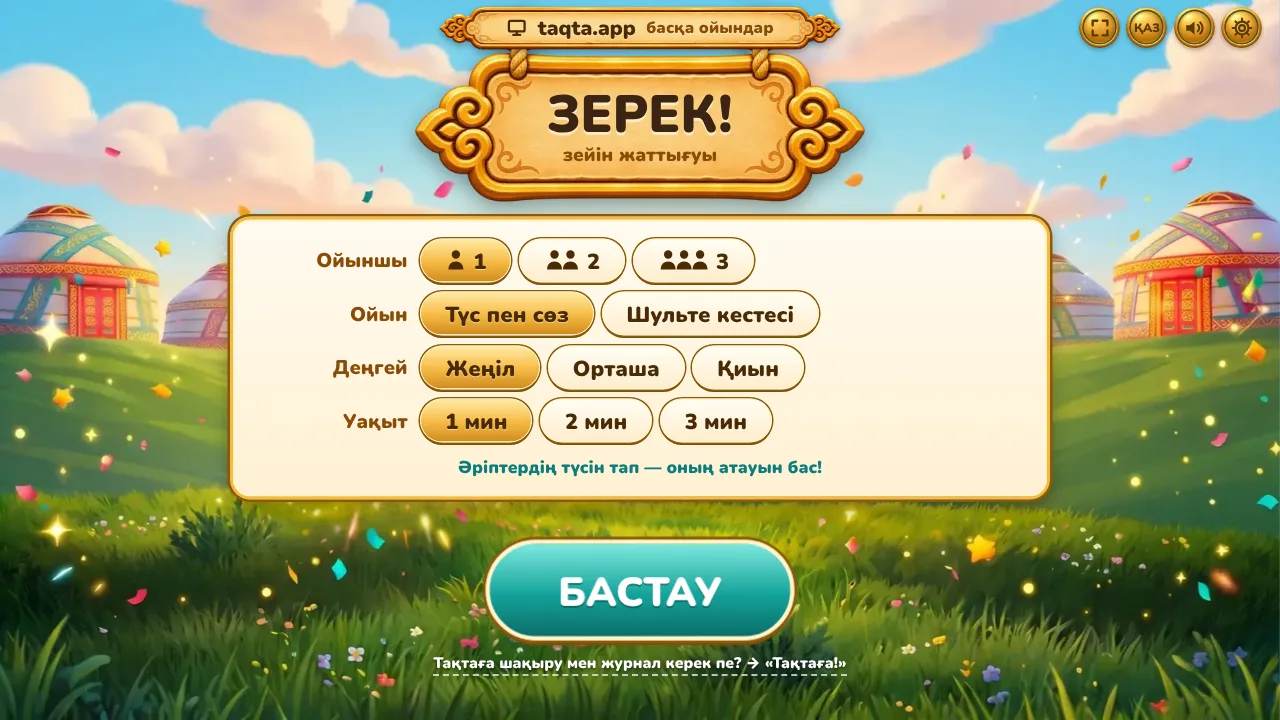 taqta.app басқа ойындар
ҚАЗ
ЗЕРЕК!
зейін жаттығуы
Ойыншы 1 2 3
Ойын Түс пен сөз Шульте кестесі
Деңгей Жеңіл Орташа Қиын
Уақыт 1 мин 2 мин 3 мин
Әріптердің түсін тап — оның атауын бас!
БАСТАУ
Тақтаға шақыру мен журнал керек пе? → «Тақтаға!»